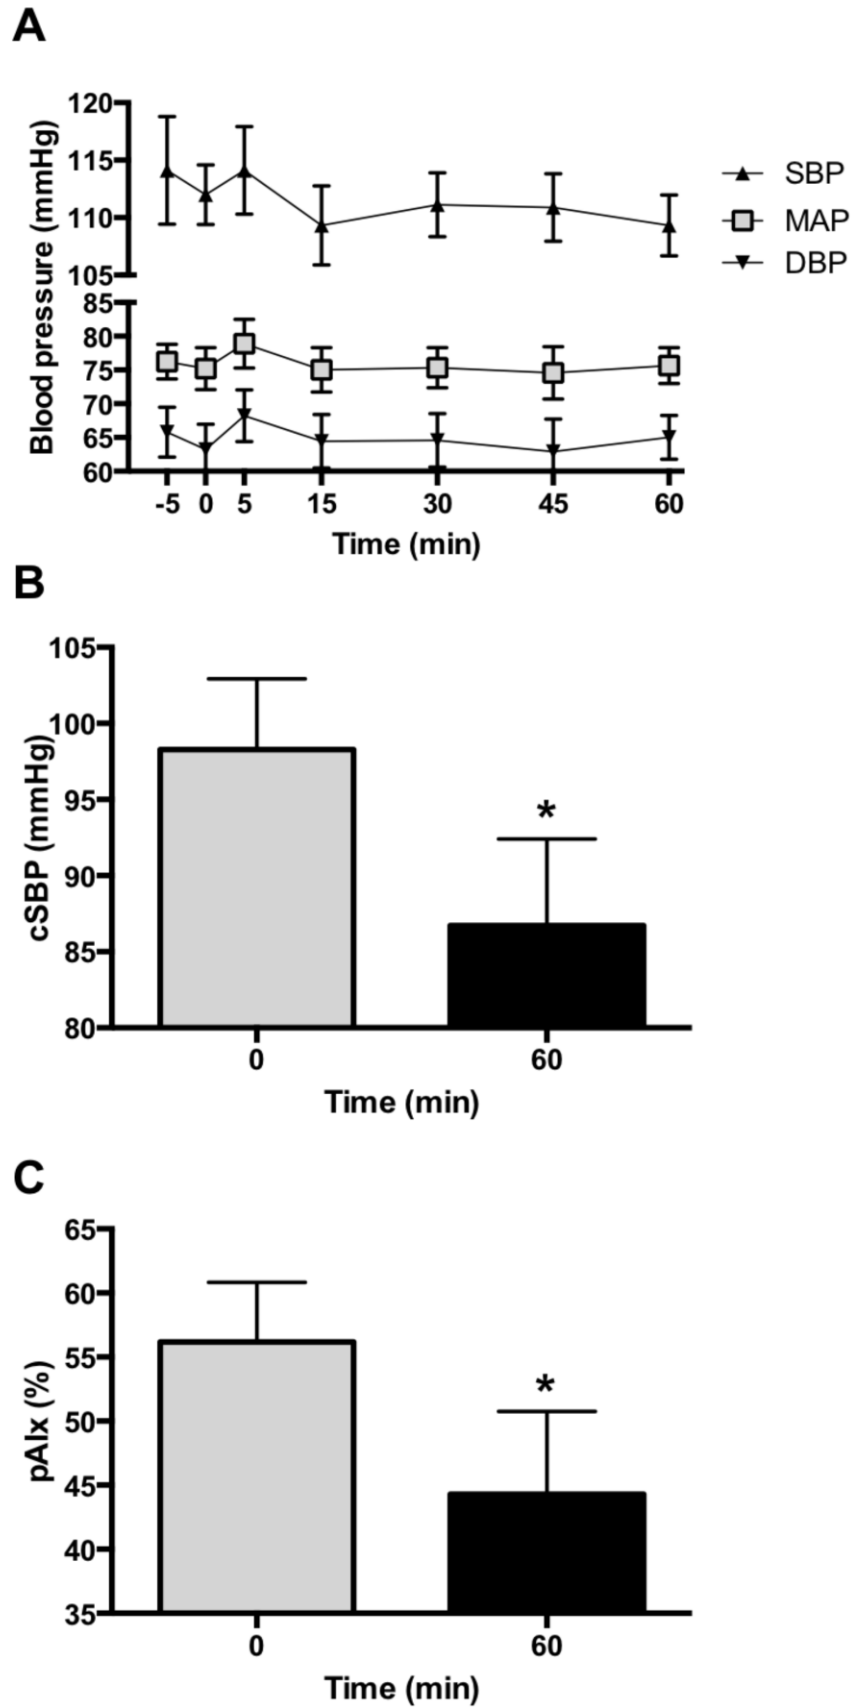 A
120
115
110
105
85
80
75
70
65
60
Blood pressure (mmHg)
-5 0 5 15 30 45 60
Time (min)
SBP
MAP
DBP
B
105
100
95
90
85
80
cSBP (mmHg)
*
0 60
Time (min)
C
65
60
55
50
45
40
35
pAIx (%)
*
0 60
Time (min)